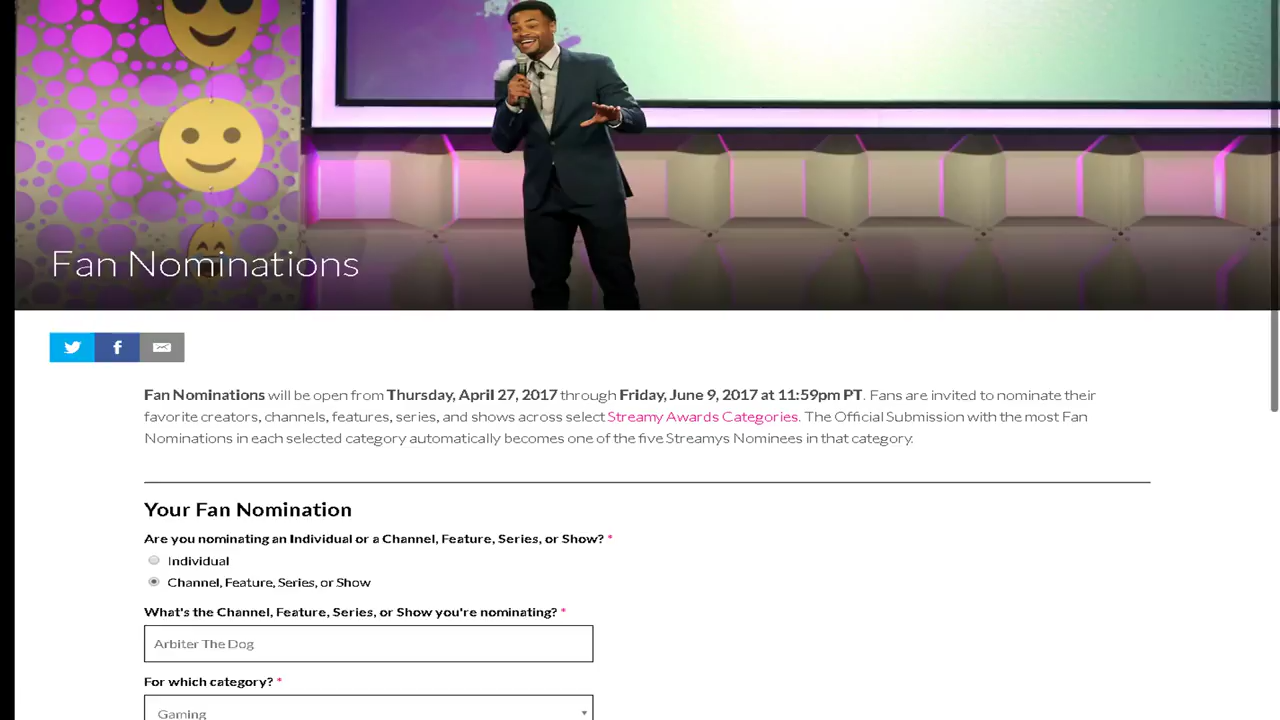 Fan Nominations
Fan Nominations will be open from Thursday, April 27, 2017 through Friday, June 9, 2017 at 11:59pm PT. Fans are invited to nominate their
favorite creators, channels, features, series, and shows across select Streamy Awards Categories. The Official Submission with the most Fan
Nominations in each selected category automatically becomes one of the five Streamys Nominees in that category.
Your Fan Nomination
Are you nominating an Individual or a Channel, Feature, Series, or Show? *
Individual
Channel, Feature, Series, or Show
What's the Channel, Feature, Series, or Show you're nominating? *
Arbiter The Dog
For which category? *
Gaming